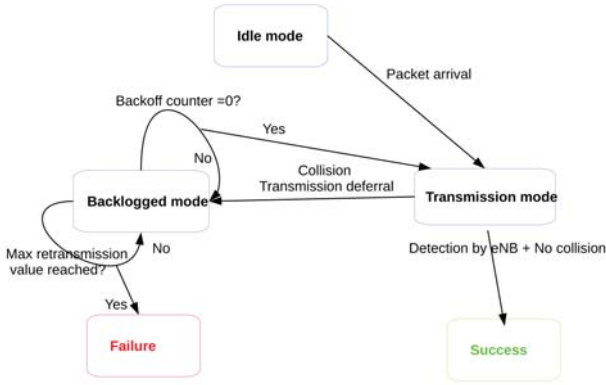 Idle mode
Packet arrival
Backoff counter =0?
Yes
No
Collision
Transmission deferral
Backlogged mode
Transmission mode
Max retransmission
value reached?
No
Detection by eNB + No collision
Yes
Failure
Success